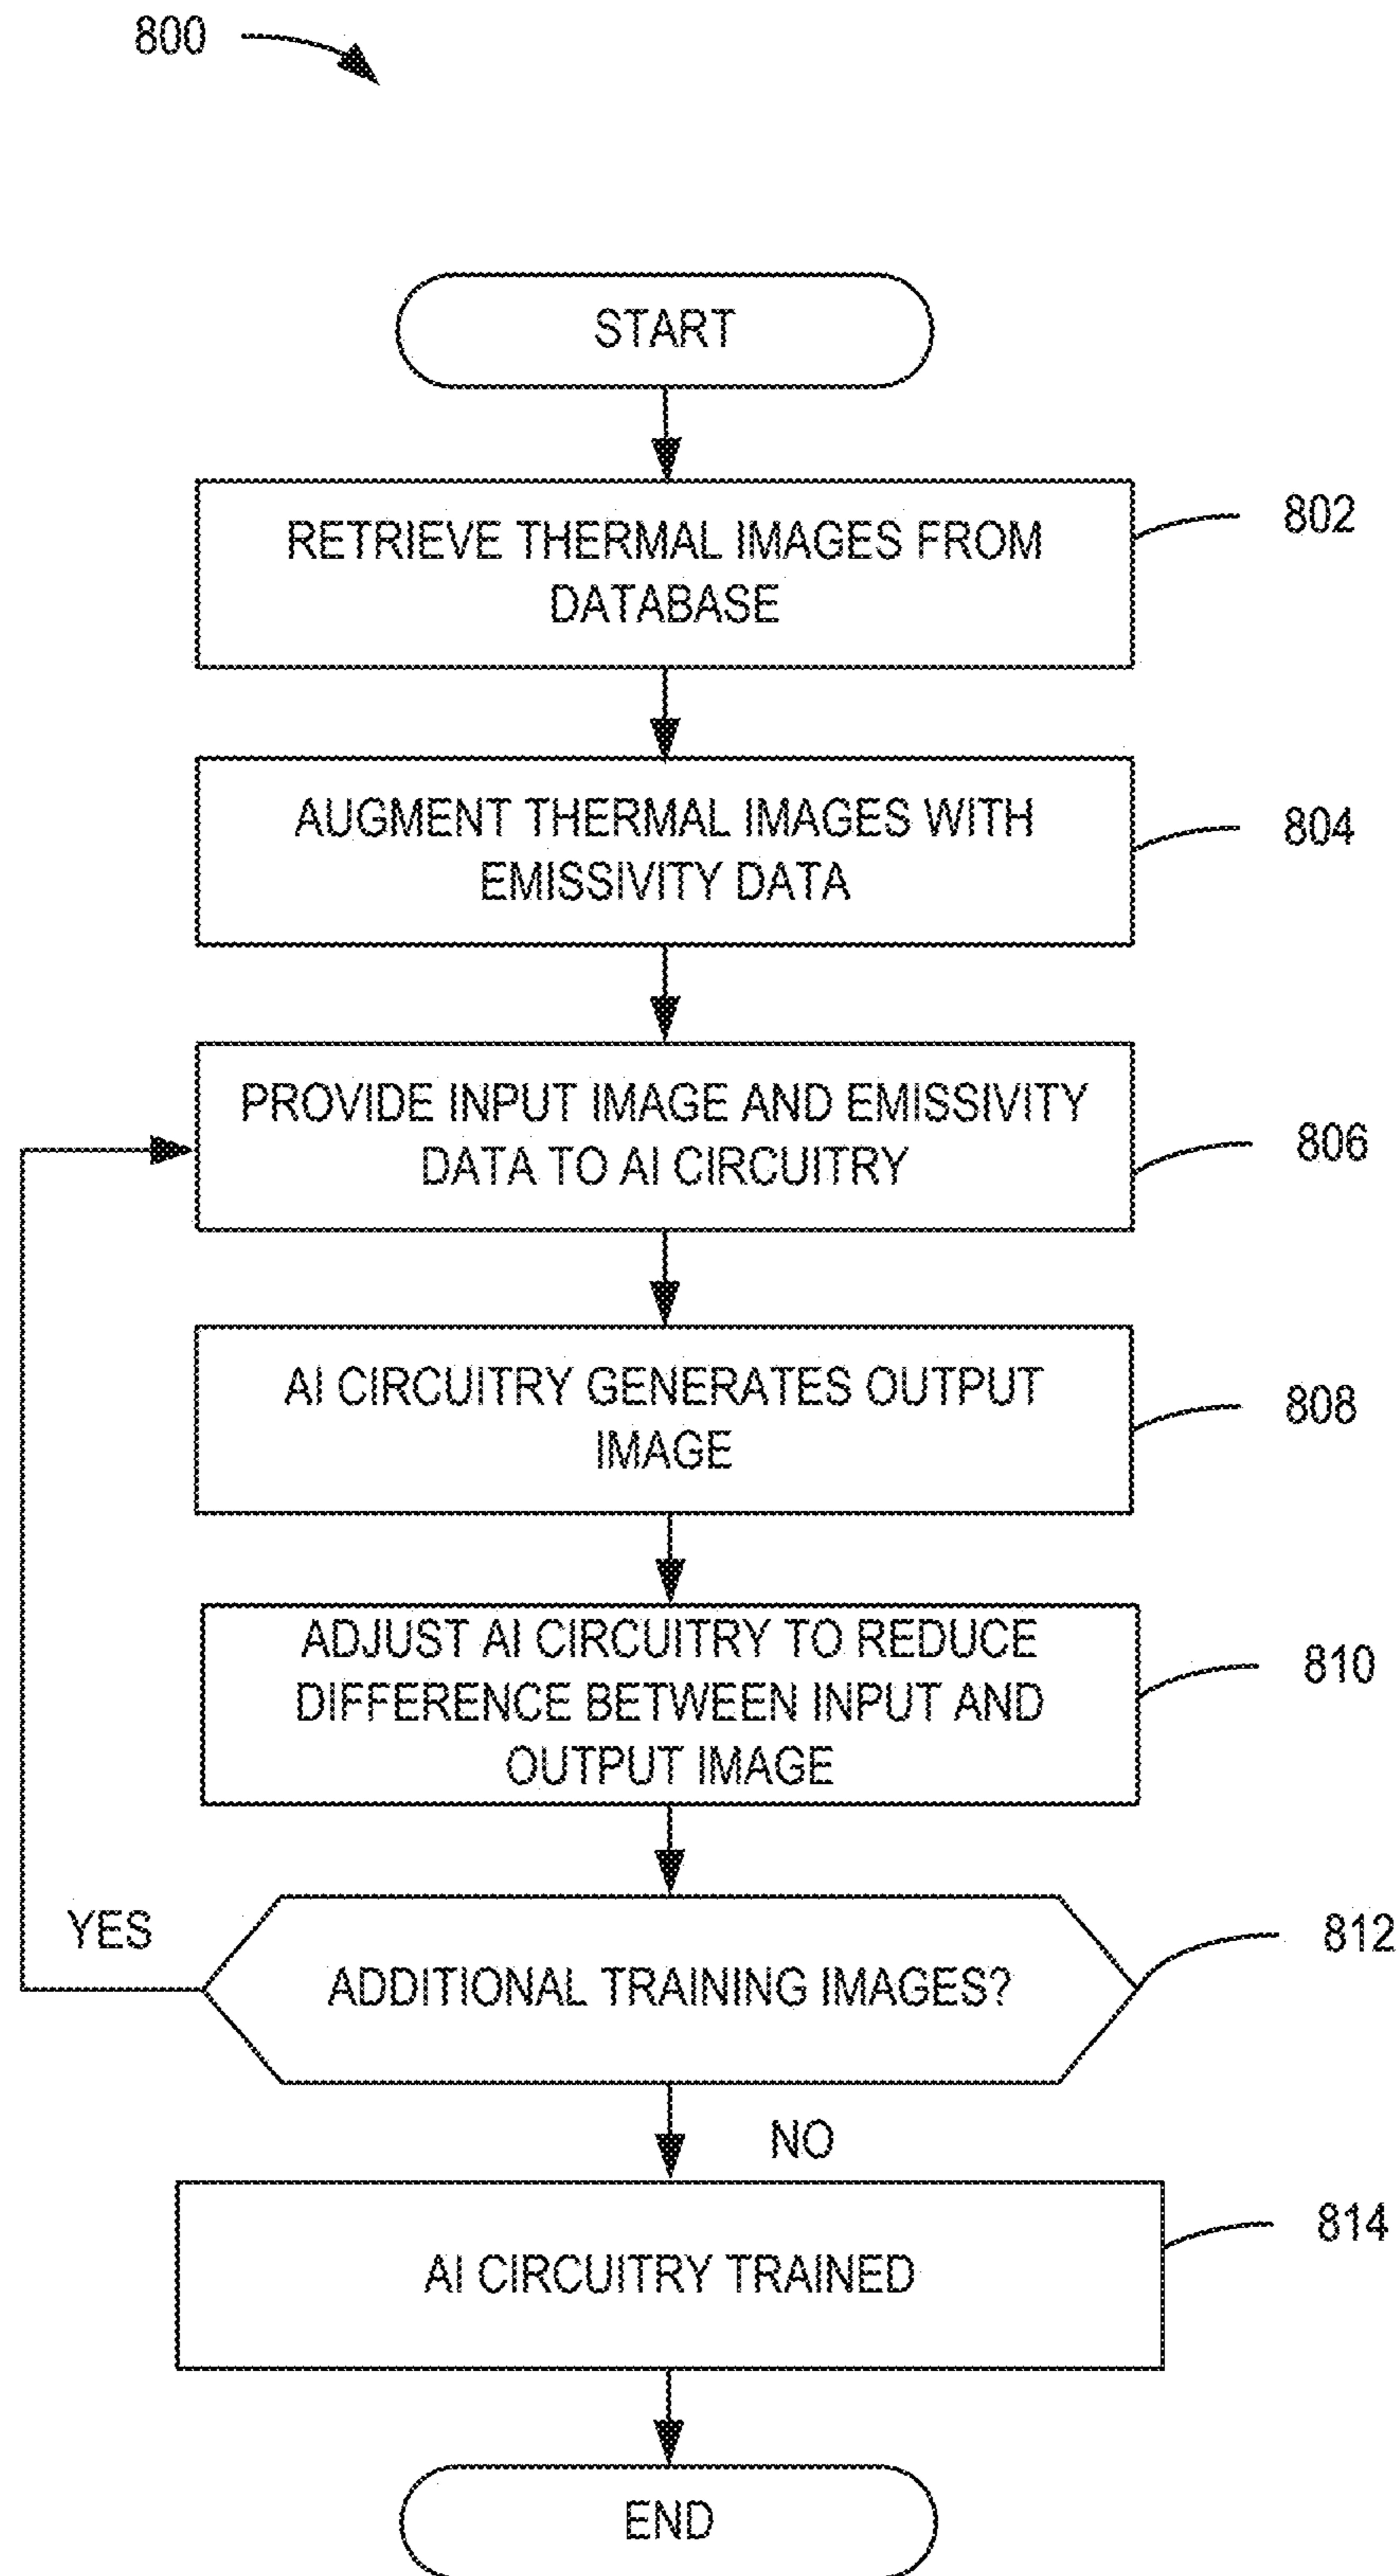 800
START
RETRIEVE THERMAL IMAGES FROM
DATABASE
802
AUGMENT THERMAL IMAGES WITH
EMISSIVITY DATA
804
PROVIDE INPUT IMAGE AND EMISSIVITY
DATA TO AI CIRCUITRY
806
AI CIRCUITRY GENERATES OUTPUT
IMAGE
808
ADJUST AI CIRCUITRY TO REDUCE
DIFFERENCE BETWEEN INPUT AND
OUTPUT IMAGE
810
YES
ADDITIONAL TRAINING IMAGES?
812
NO
AI CIRCUITRY TRAINED
814
END